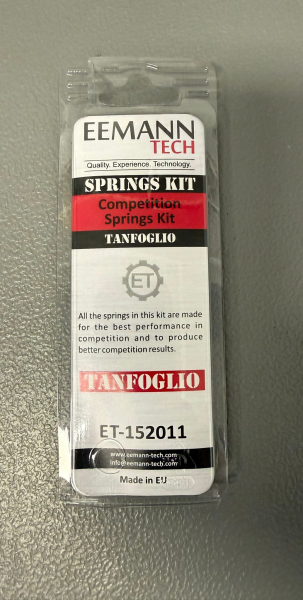 EEMANN
TECH
Quality. Experience. Technology.
SPRINGS KIT
Competition
Springs Kit
TANFOGLIO
ET
All the springs in this kit are made
for the best performance in
competition and to produce
better competition results.
TANFOGLIO
ET-152011
www.eemann-tech.com
info@eemann-tech.com
Made in EU